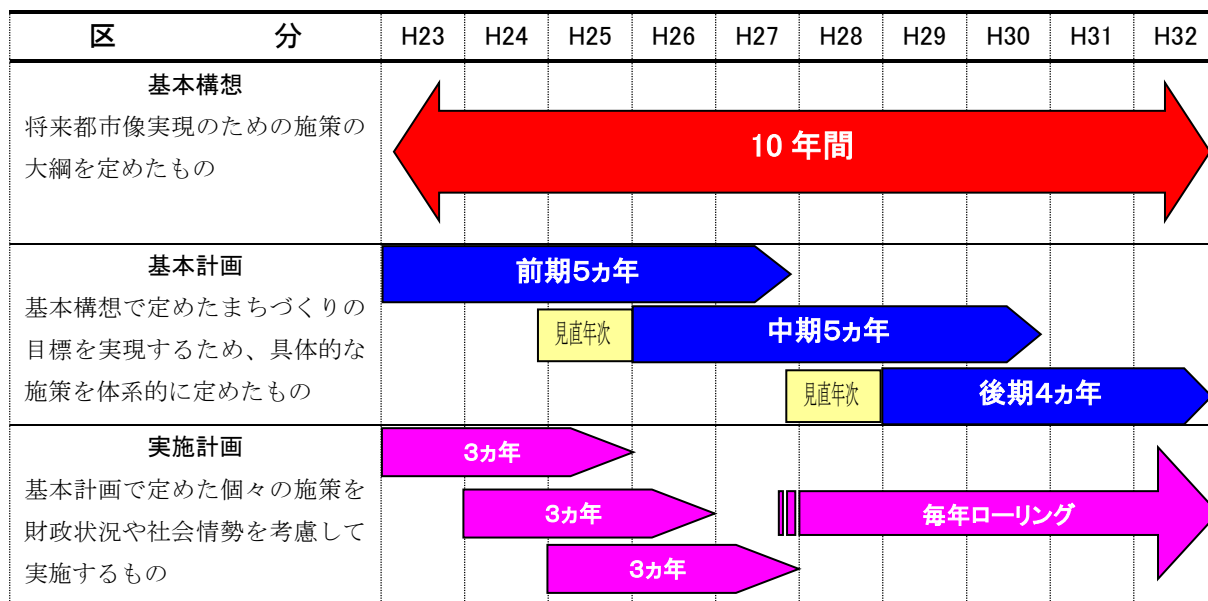 区 分 H23 H24 H25 H26 H27 H28 H29 H30 H31 H32
基本構想
将来都市像実現のための施策の
大綱を定めたもの
10 年間
基本計画
基本構想で定めたまちづくりの
目標を実現するため、具体的な
施策を体系的に定めたもの
前期5ヵ年
見直年次
中期5ヵ年
見直年次
後期4ヵ年
実施計画
基本計画で定めた個々の施策を
財政状況や社会情勢を考慮して
実施するもの
3ヵ年
3ヵ年
3ヵ年
毎年ローリング